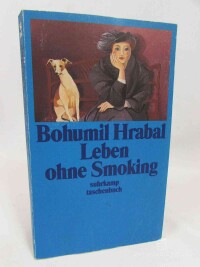 Bohumil Hrabal
Leben
ohne Smoking
suhrkamp
taschenbuch